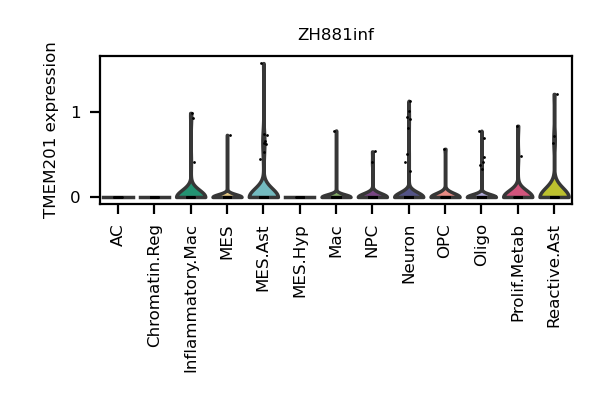 ZH881inf
TMEM201 expression
1
0
AC
Chromatin.Reg
Inflammatory.Mac
MES
MES.Ast
MES.Hyp
Mac
NPC
Neuron
OPC
Oligo
Prolif.Metab
Reactive.Ast